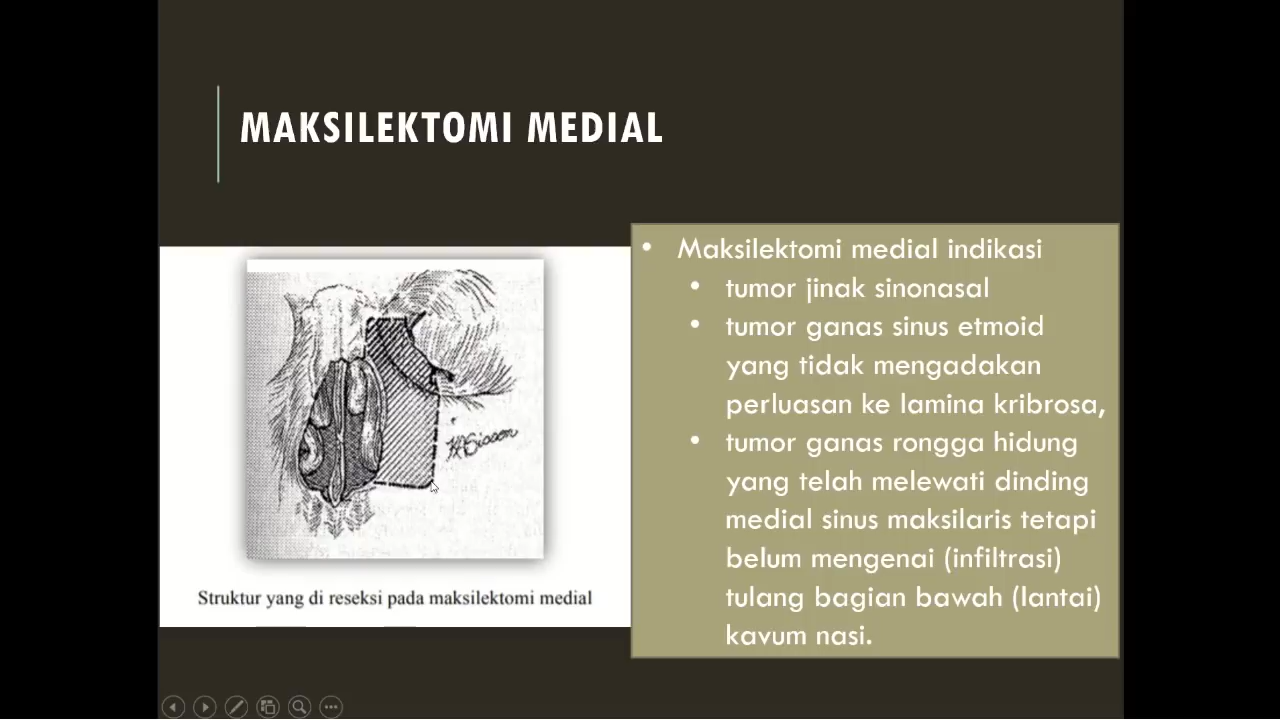 MAKSILEKTOMI MEDIAL
• Maksilektomi medial indikasi
• tumor jinak sinonasal
• tumor ganas sinus etmoid
yang tidak mengadakan
perluasan ke lamina kribrosa,
• tumor ganas rongga hidung
yang telah melewati dinding
medial sinus maksilaris tetapi
belum mengenai (infiltrasi)
tulang bagian bawah (lantai)
kavum nasi.
Struktur yang di reseksi pada maksilektomi medial